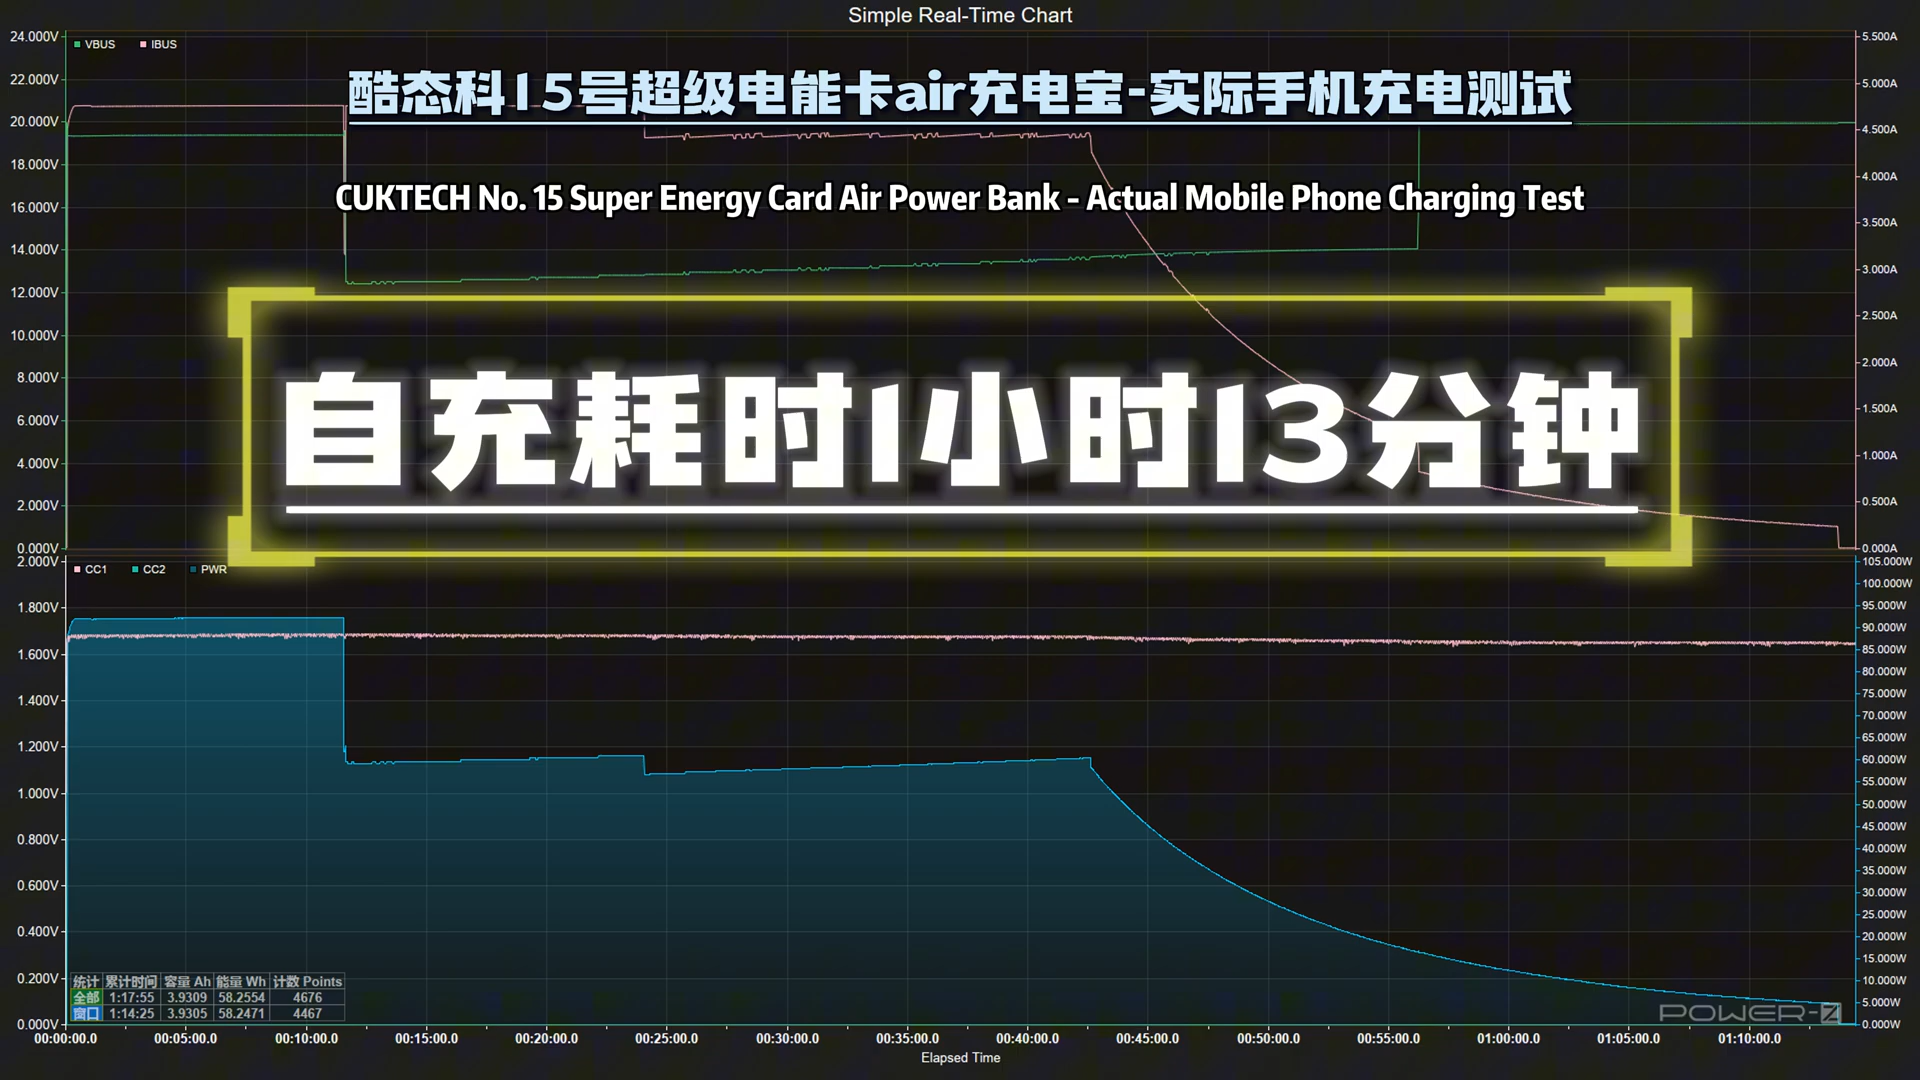 Simple Real-Time Chart
24.000V
VBUS IBUS
5.500A
酷态科15号超级电能卡air充电宝-实际手机充电测试
22.000V
5.000A
20.000V
4.500A
18.000V
4.000A
CUKTECH No. 15 Super Energy Card Air Power Bank - Actual Mobile Phone Charging Test
16.000V
3.500A
14.000V
3.000A
12.000V
2.500A
10.000V
2.000A
8.000V
1.500A
自充耗时1小时13分钟
6.000V
4.000V
1.000A
2.000V
0.500A
0.000V
0.000A
2.000V
105.000W
CC1 CC2 PWR
100.000W
1.800V
95.000W
90.000W
1.600V
85.000W
80.000W
1.400V
75.000W
70.000W
1.200V
65.000W
60.000W
55.000W
1.000V
50.000W
45.000W
0.800V
40.000W
35.000W
0.600V
30.000W
25.000W
0.400V
20.000W
15.000W
0.200V
10.000W
统计 累计时间 容量 Ah 能量 Wh 计数 Points
全部 1:17:55 3.9309 58.2554 4676
窗口 1:14:25 3.9305 58.2471 4467
5.000W
POWER-Z
0.000V
0.000W
00:00:00.0 00:05:00.0 00:10:00.0 00:15:00.0 00:20:00.0 00:25:00.0 00:30:00.0 00:35:00.0 00:40:00.0 00:45:00.0 00:50:00.0 00:55:00.0 01:00:00.0 01:05:00.0 01:10:00.0
Elapsed Time